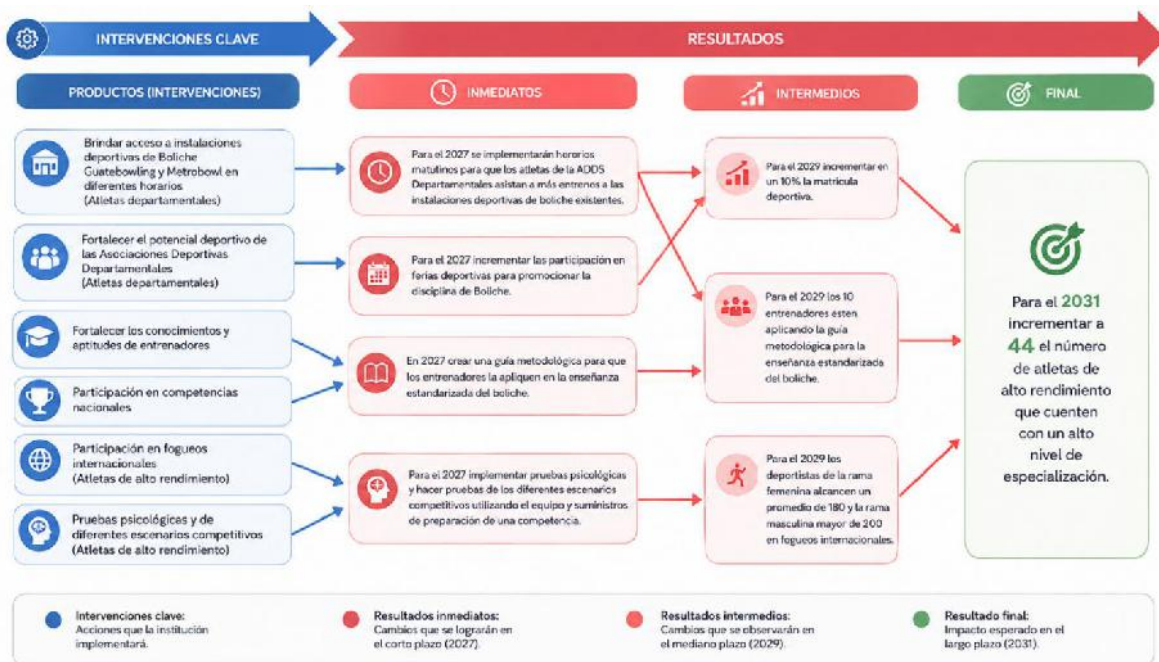 INTERVENCIONES CLAVE
RESULTADOS
PRODUCTOS (INTERVENCIONES)
INMEDIATOS
INTERMEDIOS
FINAL
Brindar acceso a instalaciones
deportivas de Boliche
Guatebowling y Metrobowl en
diferentes horarios
(Atletas departamentales)
Fortalecer el potencial deportivo de
las Asociaciones Deportivas
Departamentales
(Atletas departamentales)
Fortalecer los conocimientos y
aptitudes de entrenadores
Participación en competencias
nacionales
Participación en fogueos
internacionales
(Atletas de alto rendimiento)
Pruebas psicológicas y de
diferentes escenarios competitivos
(Atletas de alto rendimiento)
Para el 2027 se implementarán horarios
matutinos para que los atletas de la ADDS
Departamentales asistan a más entrenos a las
instalaciones deportivas de boliche existentes.
Para el 2027 incrementar las participación en
ferias deportivas para promocionar la
disciplina de Boliche.
En 2027 crear una guía metodológica para que
los entrenadores la apliquen en la enseñanza
estandarizada del boliche.
Para el 2027 implementar pruebas psicológicas
y hacer pruebas de los diferentes escenarios
competitivos utilizando el equipo y suministros
de preparación de una competencia.
Para el 2029 incrementar en
un 10% la matrícula
deportiva.
Para el 2029 los 10
entrenadores esten
aplicando la guía
metodológica para la
enseñanza estandarizada
del boliche.
Para el 2029 los
deportistas de la rama
femenina alcancen un
promedio de 180 y la rama
masculina mayor de 200
en fogueos internacionales.
Para el 2031
incrementar a
44 el número
de atletas de
alto rendimiento
que cuenten
con un alto
nivel de
especialización.
Intervenciones clave:
Acciones que la institución
implementará.
Resultados inmediatos:
Cambios que se lograrán en
el corto plazo (2027).
Resultados intermedios:
Cambios que se observarán en
el mediano plazo (2029).
Resultado final:
Impacto esperado en el
largo plazo (2031).